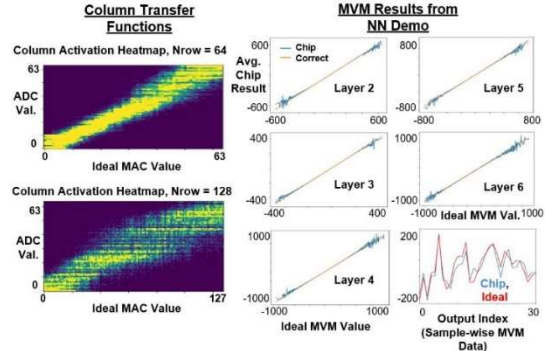 Column Transfer
Functions
Column Activation Heatmap, Nrow = 64
63
ADC
Val.
0
0
63
Ideal MAC Value
Column Activation Heatmap, Nrow = 128
63
ADC
Val.
0
0
127
Ideal MAC Value
MVM Results from
NN Demo
600
Avg.
Chip
Result
-600
-600
600
Chip
Correct
Layer 2
800
-800
-800
800
Layer 5
400
-400
-400
400
Layer 3
1000
-1000
-1000
1000
Layer 6
Ideal MVM Val.
1000
-1000
-1000
1000
Layer 4
Ideal MVM Value
200
-200
Chip,
Ideal
0
30
Output Index
(Sample-wise MVM
Data)